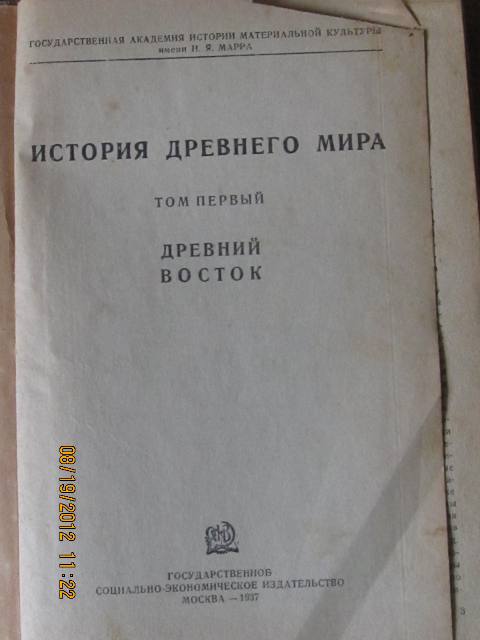 ГОСУДАРСТВЕННАЯ АКАДЕМИЯ ИСТОРИИ МАТЕРИАЛЬНОЙ КУЛЬТУРЫ
имени Н. Я. МАРРА
ИСТОРИЯ ДРЕВНЕГО МИРА
ТОМ ПЕРВЫЙ
ДРЕВНИЙ
ВОСТОК
ГОСУДАРСТВЕННОЕ
СОЦИАЛЬНО-ЭКОНОМИЧЕСКОЕ ИЗДАТЕЛЬСТВО
МОСКВА — 1937
3
08/19/2012 11:22